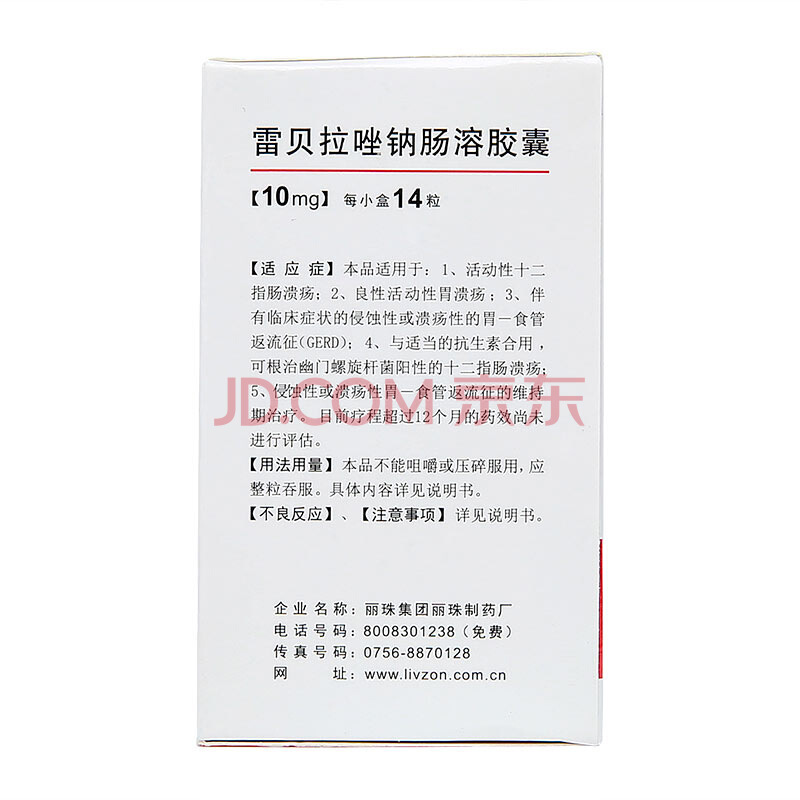 雷贝拉唑钠肠溶胶囊
【10mg】 每小盒14粒
【适 应 症】本品适用于：1、活动性十二
指肠溃疡；2、良性活动性胃溃疡；3、伴
有临床症状的侵蚀性或溃疡性的胃－食管
返流征(GERD)； 4、与适当的抗生素合用，
可根治幽门螺旋杆菌阳性的十二指肠溃疡；
5、侵蚀性或溃疡性胃－食管返流征的维持
期治疗。目前疗程超过12个月的药效尚未
进行评估。
JD.COM 京东
【用法用量】 本品不能咀嚼或压碎服用，应
整粒吞服。具体内容详见说明书。
【不良反应】、【注意事项】 详见说明书。
企 业 名 称：丽珠集团丽珠制药厂
电 话 号 码：8008301238（免费）
传 真 号 码：0756-8870128
网 址：www.livzon.com.cn